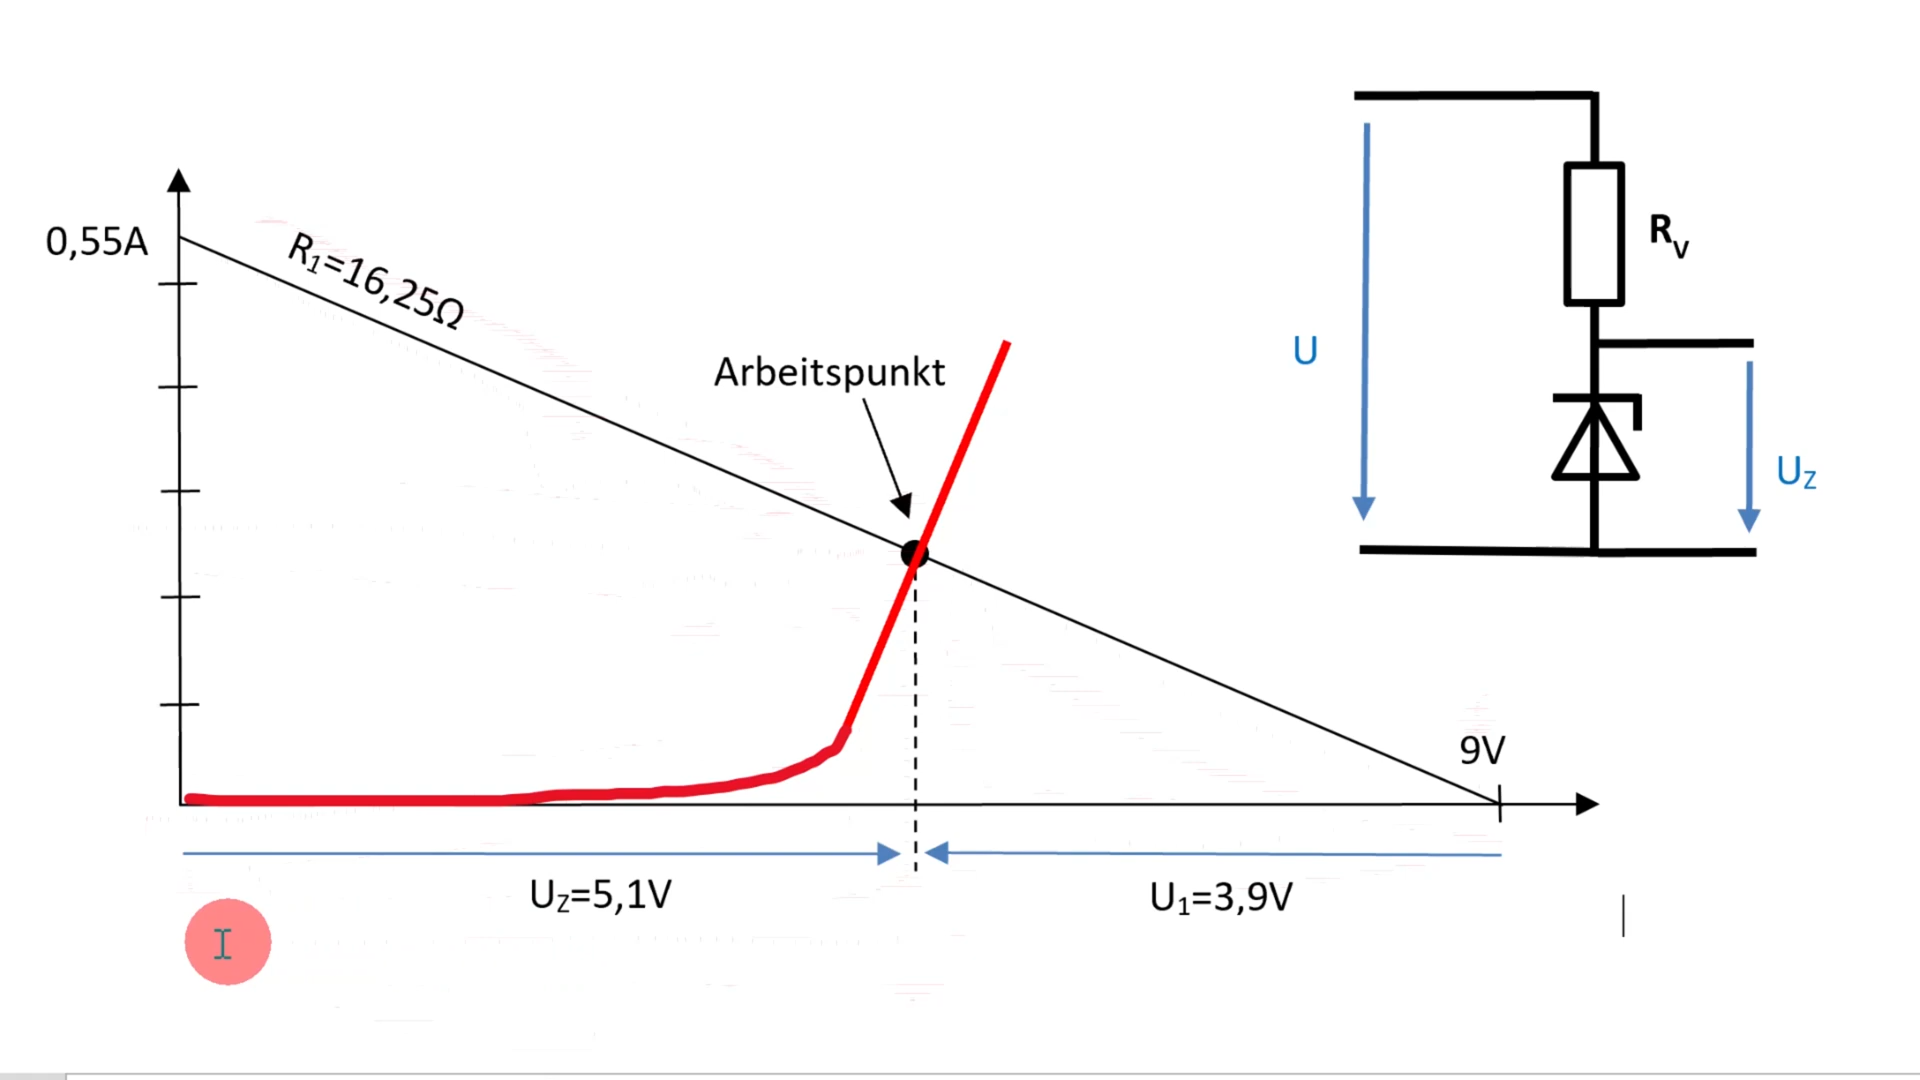 0,55A
R₁=16,25Ω
Arbeitspunkt
9V
U_Z=5,1V
U₁=3,9V
U
R_V
U_Z